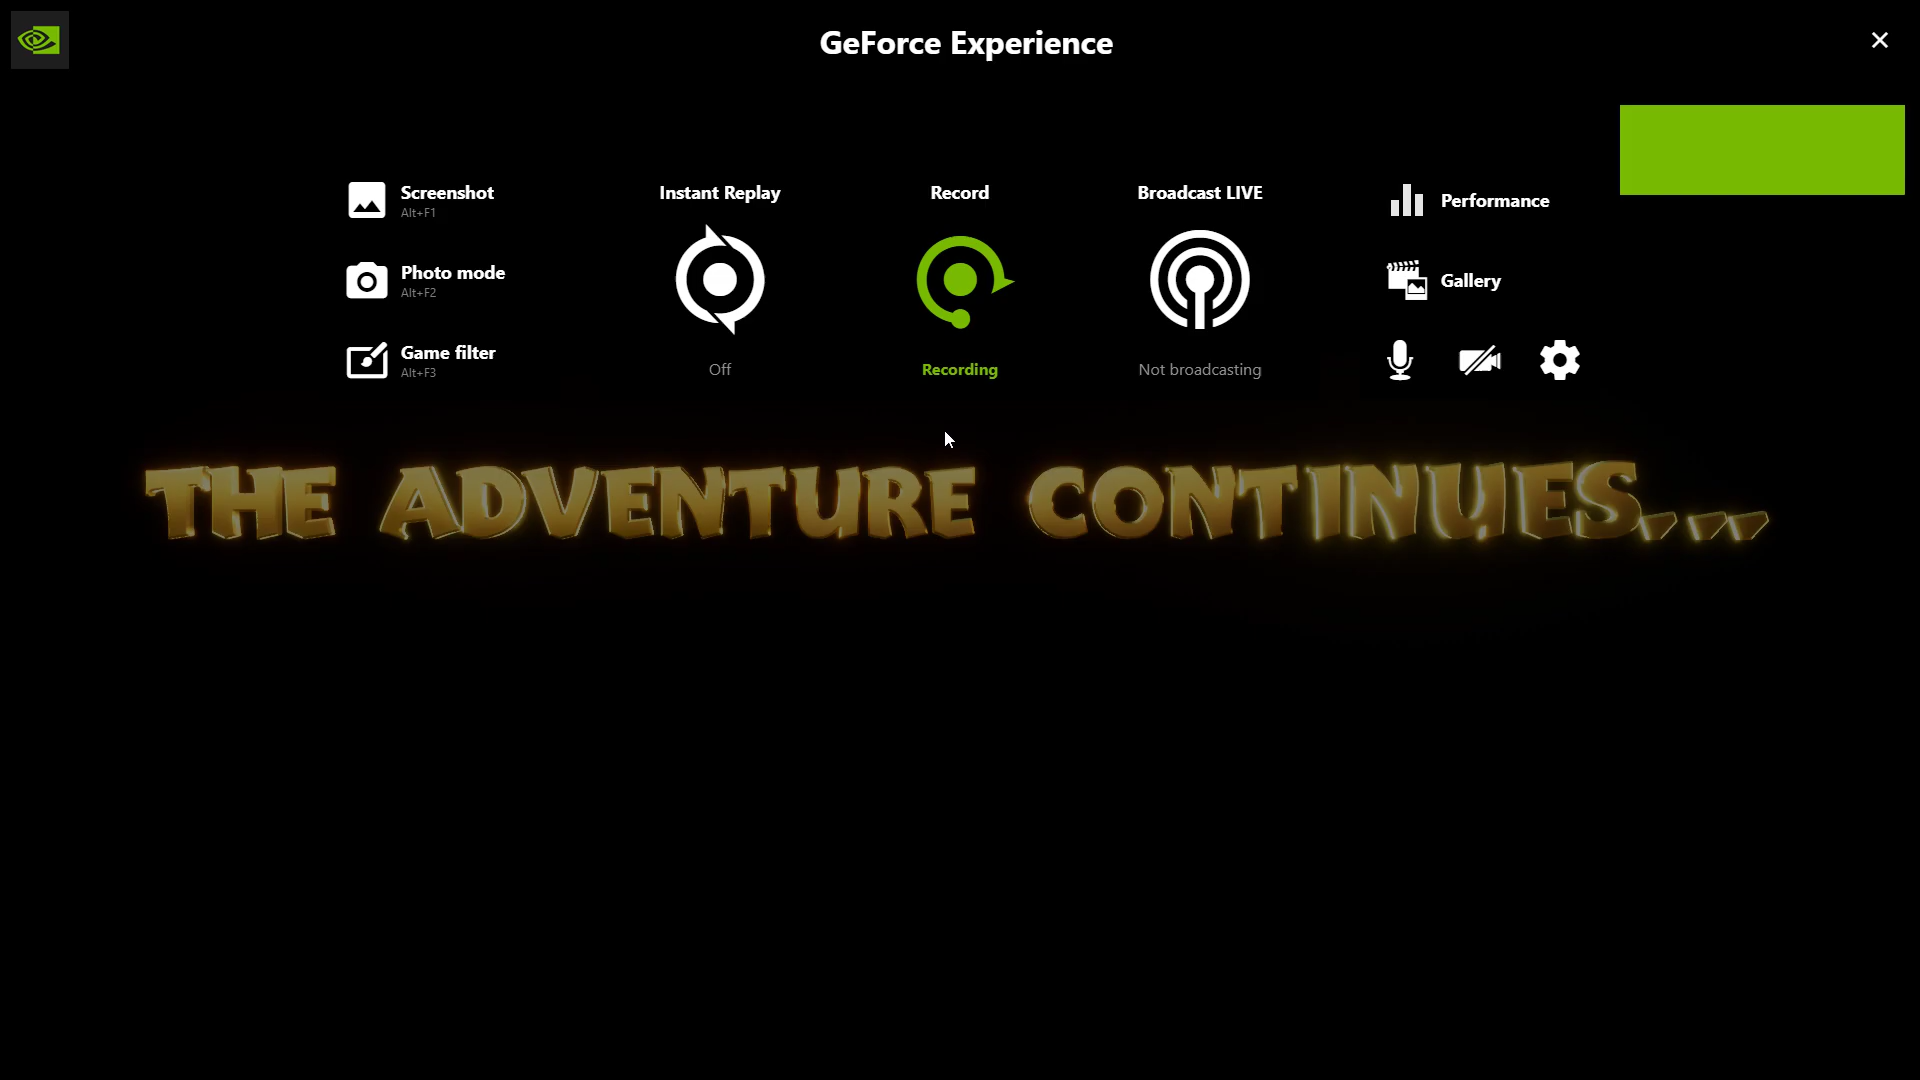 GeForce Experience
Screenshot
Alt+F1
Photo mode
Alt+F2
Game filter
Alt+F3
Instant Replay
Off
Record
Recording
Broadcast LIVE
Not broadcasting
Performance
Gallery
THE ADVENTURE CONTINUES...